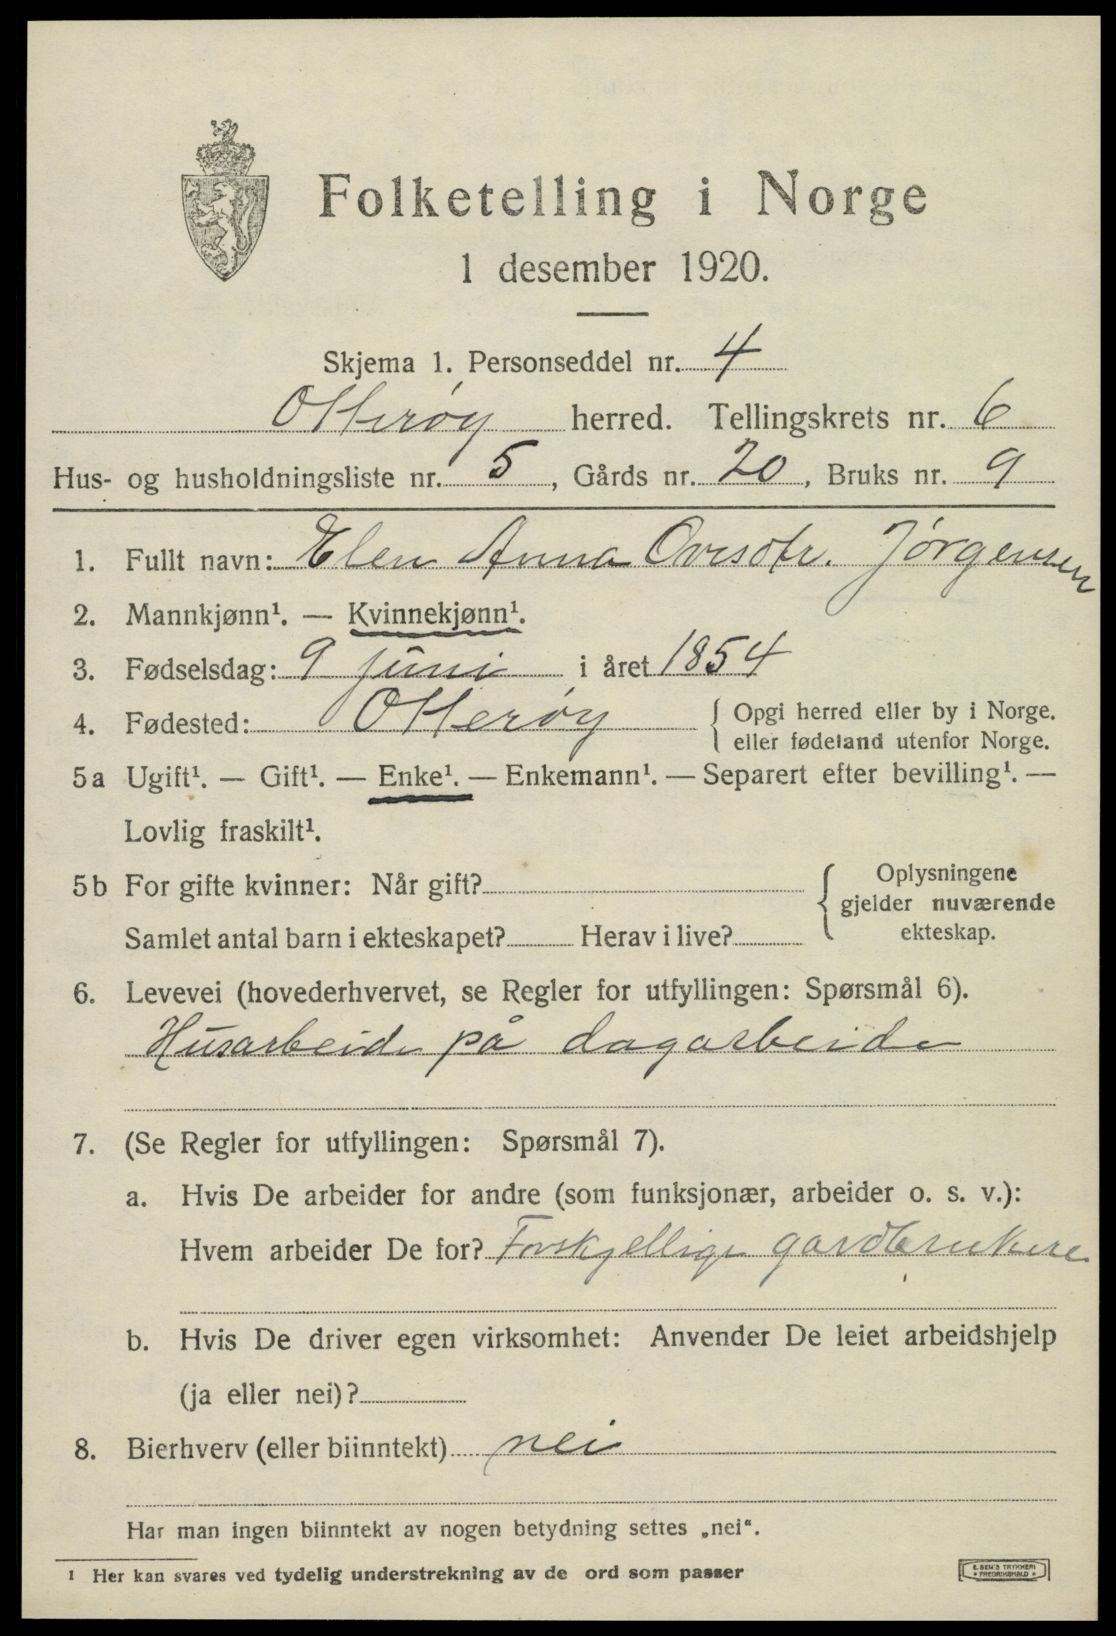 Folketelling i Norge
1 desember 1920.
Skjema 1. Personseddel nr. 4
Otterøy herred. Tellingskrets nr. 6
Hus- og husholdningsliste nr. 5, Gårds nr. 20, Bruks nr. 9
1. Fullt navn: Elen Anna Ovesdtr. Jørgensen
2. Mannkjønn¹. — Kvinnekjønn¹.
3. Fødselsdag: 9 juni i året 1854
4. Fødested: Otterøy { Opgi herred eller by i Norge.
eller fødeland utenfor Norge.
5a Ugift¹. — Gift¹. — Enke¹. — Enkemann¹. — Separert efter bevilling¹. —
Lovlig fraskilt¹.
5b For gifte kvinner: Når gift? { Oplysningene
gjelder nuværende
ekteskap.
Samlet antal barn i ekteskapet? Herav i live?
6. Levevei (hovederhvervet, se Regler for utfyllingen: Spørsmål 6).
Husarbeide på dagarbeide
7. (Se Regler for utfyllingen: Spørsmål 7).
a. Hvis De arbeider for andre (som funksjonær, arbeider o. s. v.):
Hvem arbeider De for? Forskjellige gardbrukere
b. Hvis De driver egen virksomhet: Anvender De leiet arbeidshjelp
(ja eller nei)?
8. Bierhverv (eller biinntekt) nei
Har man ingen biinntekt av nogen betydning settes „nei".
¹ Her kan svares ved tydelig understrekning av de ord som passer
E. SEM'S TRYKKERI
FREDRIKSHALD